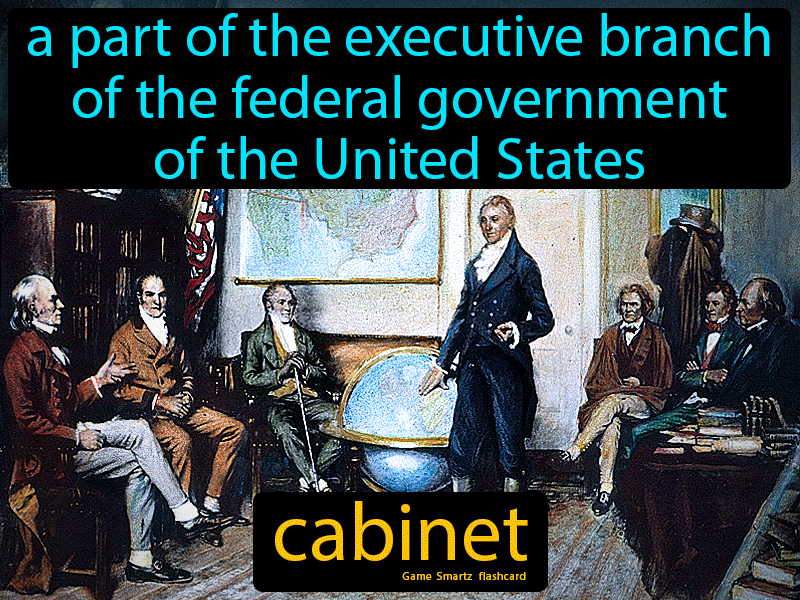 a part of the executive branch
of the federal government
of the United States
cabinet
Game Smartz flashcard